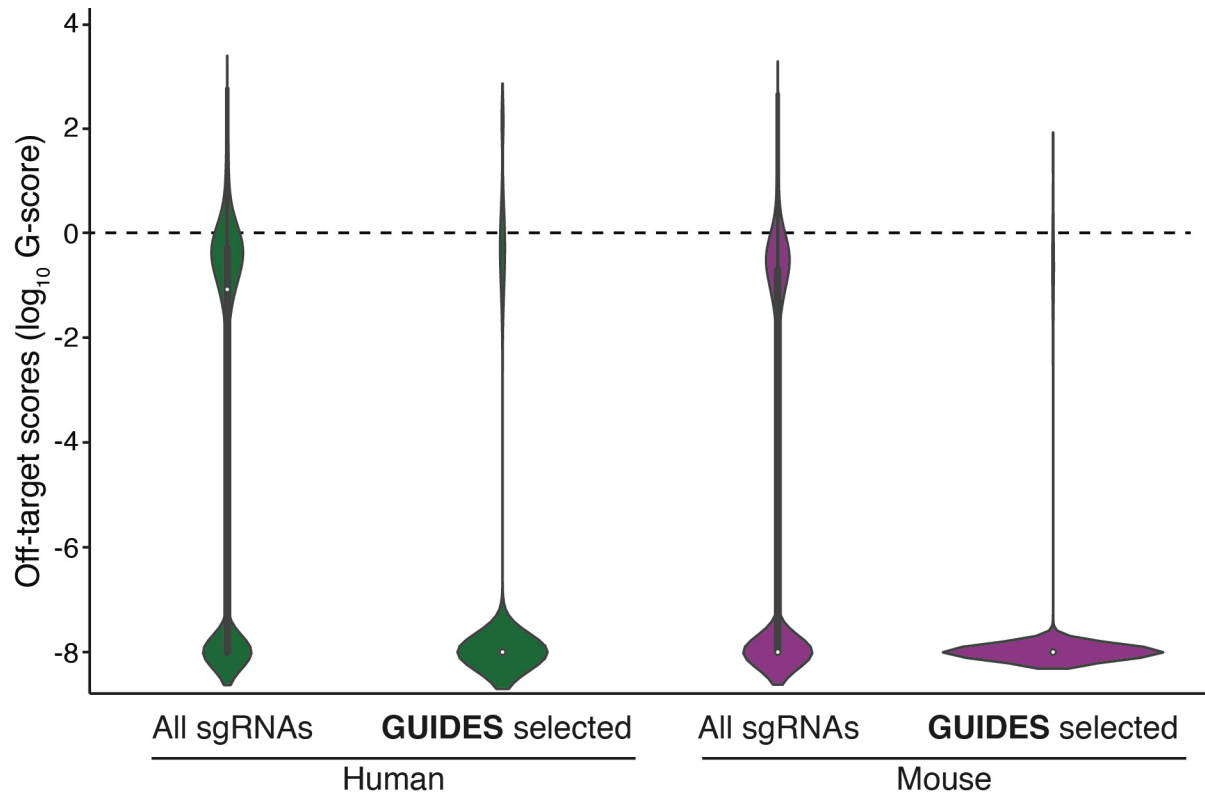 Off-target scores (log10 G-score)
4
2
0
-2
-4
-6
-8
All sgRNAs
GUIDES selected
All sgRNAs
GUIDES selected
Human
Mouse